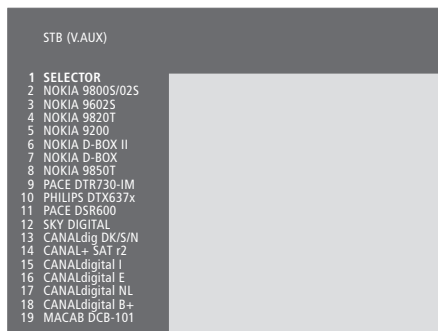 STB (V.AUX)
1 SELECTOR
2 NOKIA 9800S/02S
3 NOKIA 9602S
4 NOKIA 9820T
5 NOKIA 9200
6 NOKIA D-BOX II
7 NOKIA D-BOX
8 NOKIA 9850T
9 PACE DTR730-IM
10 PHILIPS DTX637x
11 PACE DSR600
12 SKY DIGITAL
13 CANALdig DK/S/N
14 CANAL+ SAT r2
15 CANALdigital I
16 CANALdigital E
17 CANALdigital NL
18 CANALdigital B+
19 MACAB DCB-101